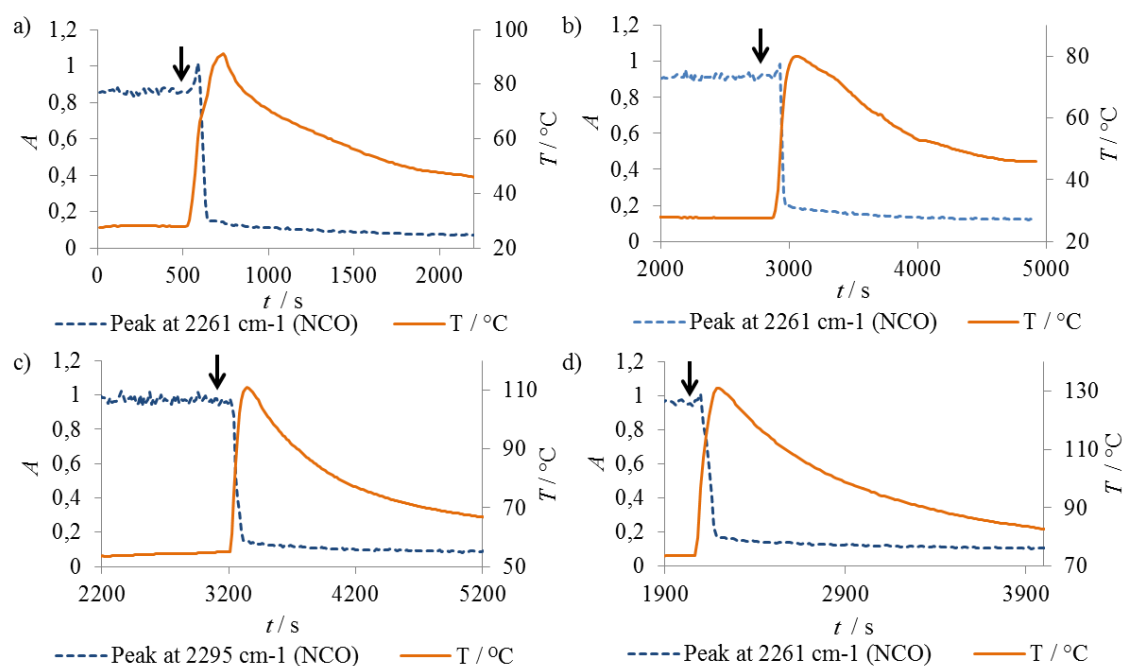 a)
1,2
1
0,8
0,6
0,4
0,2
0
A
100
80
60
40
20
T / °C
0 500 1000 1500 2000
t / s
Peak at 2261 cm-1 (NCO) T / °C
b)
1,2
1
0,8
0,6
0,4
0,2
0
A
80
60
40
20
T / °C
2000 3000 4000 5000
t / s
Peak at 2261 cm-1 (NCO) T / °C
c)
1,2
1
0,8
0,6
0,4
0,2
0
A
110
90
70
50
T / °C
2200 3200 4200 5200
t / s
Peak at 2295 cm-1 (NCO) T / °C
d)
1,2
1
0,8
0,6
0,4
0,2
0
A
130
110
90
70
T / °C
1900 2900 3900
t / s
Peak at 2261 cm-1 (NCO) T / °C